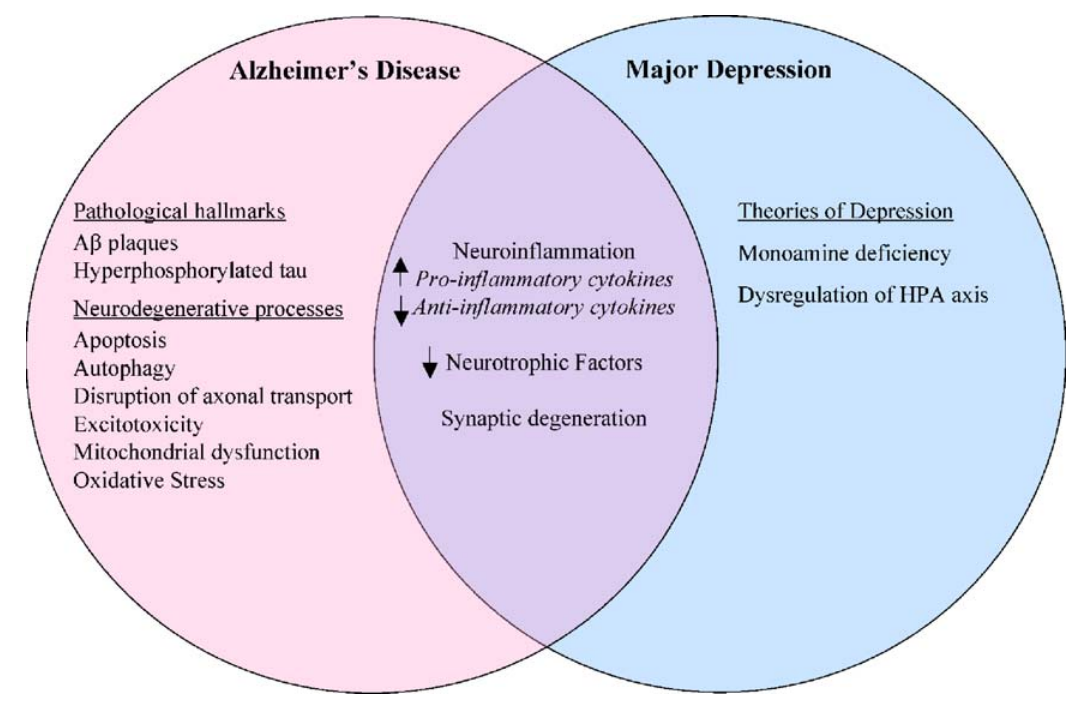 Alzheimer's Disease
Pathological hallmarks
Aβ plaques
Hyperphosphorylated tau
Neurodegenerative processes
Apoptosis
Autophagy
Disruption of axonal transport
Excitotoxicity
Mitochondrial dysfunction
Oxidative Stress
Neuroinflammation
↑ Pro-inflammatory cytokines
↓ Anti-inflammatory cytokines
↓ Neurotrophic Factors
Synaptic degeneration
Major Depression
Theories of Depression
Monoamine deficiency
Dysregulation of HPA axis